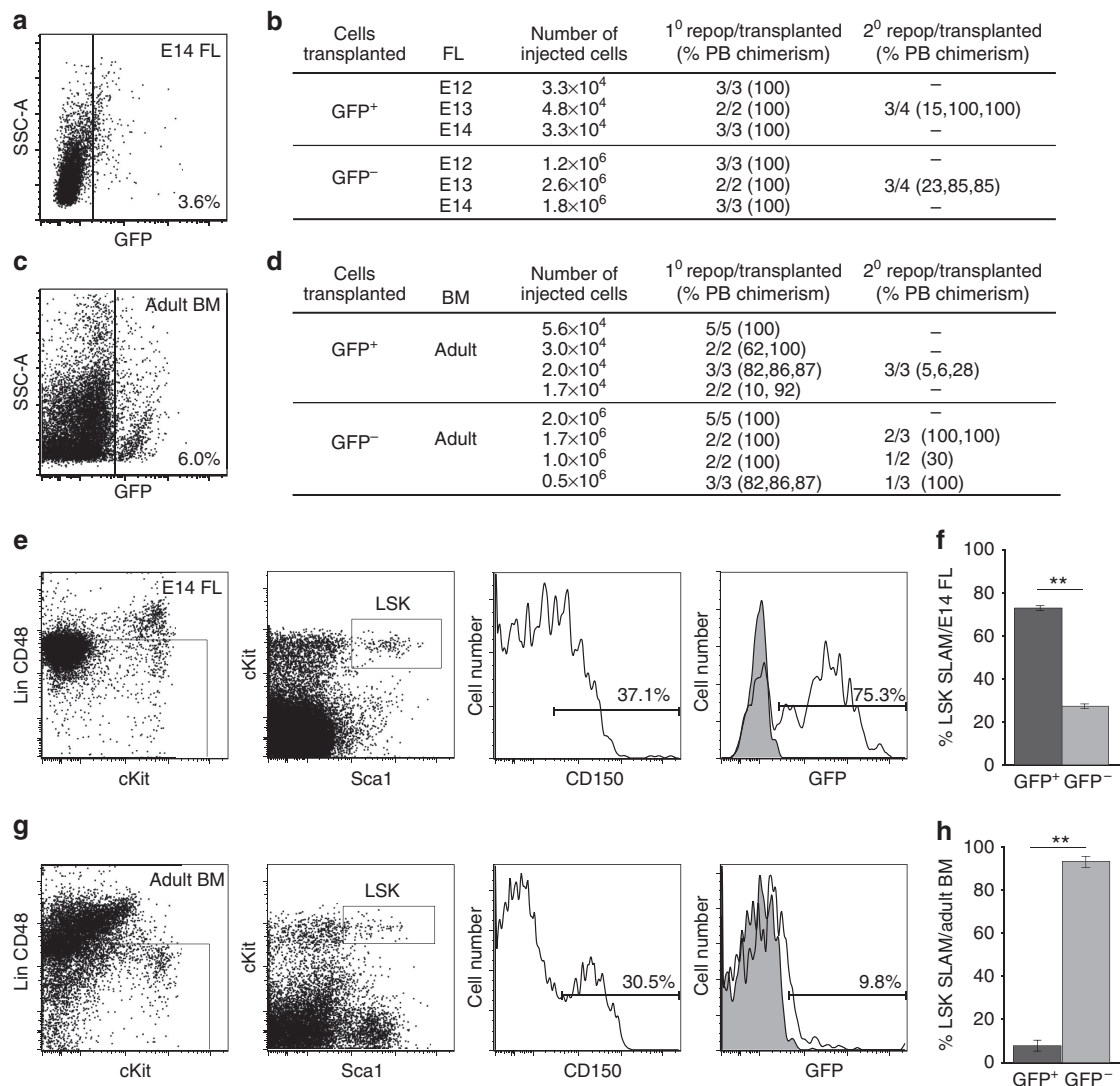 a
E14 FL
SSC-A
3.6%
GFP
b
Cells transplanted FL Number of injected cells 1⁰ repop/transplanted (% PB chimerism) 2⁰ repop/transplanted (% PB chimerism)
GFP⁺
E12 3.3×10⁴ 3/3 (100) –
E13 4.8×10⁴ 2/2 (100) 3/4 (15,100,100)
E14 3.3×10⁴ 3/3 (100) –
GFP⁻
E12 1.2×10⁶ 3/3 (100) –
E13 2.6×10⁶ 2/2 (100) 3/4 (23,85,85)
E14 1.8×10⁶ 3/3 (100) –
c
Adult BM
SSC-A
6.0%
GFP
d
Cells transplanted BM Number of injected cells 1⁰ repop/transplanted (% PB chimerism) 2⁰ repop/transplanted (% PB chimerism)
GFP⁺ Adult
5.6×10⁴ 5/5 (100) –
3.0×10⁴ 2/2 (62,100) –
2.0×10⁴ 3/3 (82,86,87) 3/3 (5,6,28)
1.7×10⁴ 2/2 (10, 92) –
GFP⁻ Adult
2.0×10⁶ 5/5 (100) –
1.7×10⁶ 2/2 (100) 2/3 (100,100)
1.0×10⁶ 2/2 (100) 1/2 (30)
0.5×10⁶ 3/3 (82,86,87) 1/3 (100)
e
E14 FL
Lin CD48
cKit
LSK
cKit
Sca1
Cell number
37.1%
CD150
Cell number
75.3%
GFP
f
% LSK SLAM/E14 FL
100
80
60
40
20
0
**
GFP⁺ GFP⁻
g
Adult BM
Lin CD48
cKit
LSK
cKit
Sca1
Cell number
30.5%
CD150
Cell number
9.8%
GFP
h
% LSK SLAM/adult BM
100
80
60
40
20
0
**
GFP⁺ GFP⁻